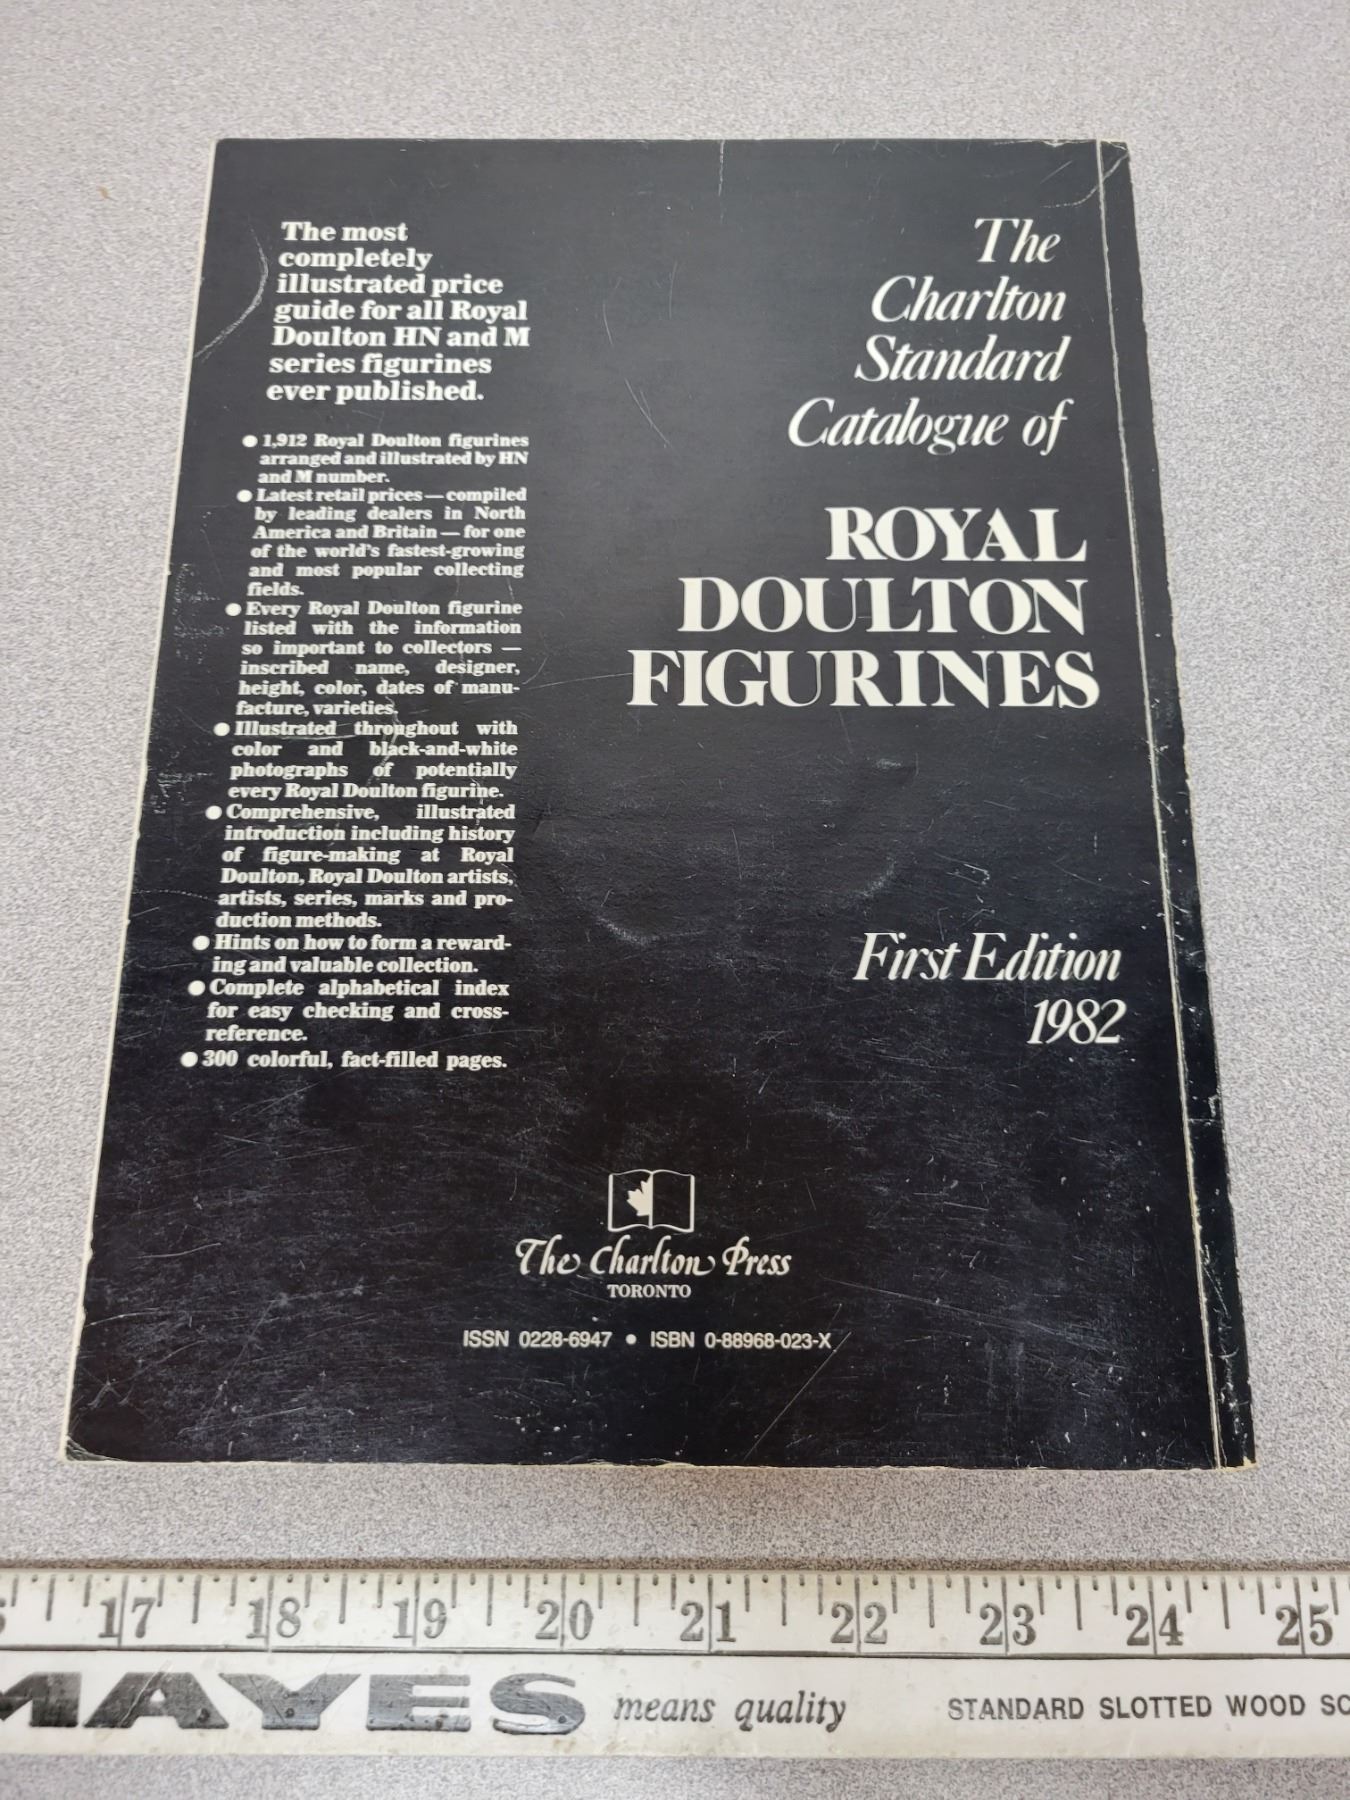 The most
completely
illustrated price
guide for all Royal
Doulton HN and M
series figurines
ever published.
● 1,912 Royal Doulton figurines
arranged and illustrated by HN
and M number.
● Latest retail prices — compiled
by leading dealers in North
America and Britain — for one
of the world's fastest-growing
and most popular collecting
fields.
● Every Royal Doulton figurine
listed with the information
so important to collectors —
inscribed name, designer,
height, color, dates of manu-
facture, varieties.
● Illustrated throughout with
color and black-and-white
photographs of potentially
every Royal Doulton figurine.
● Comprehensive, illustrated
introduction including history
of figure-making at Royal
Doulton, Royal Doulton artists,
artists, series, marks and pro-
duction methods.
● Hints on how to form a reward-
ing and valuable collection.
● Complete alphabetical index
for easy checking and cross-
reference.
● 300 colorful, fact-filled pages.
The
Charlton
Standard
Catalogue of
ROYAL
DOULTON
FIGURINES
First Edition
1982
The Charlton Press
TORONTO
ISSN 0228-6947 • ISBN 0-88968-023-X
17 18 19 20 21 22 23 24 25
MAYES means quality STANDARD SLOTTED WOOD SC